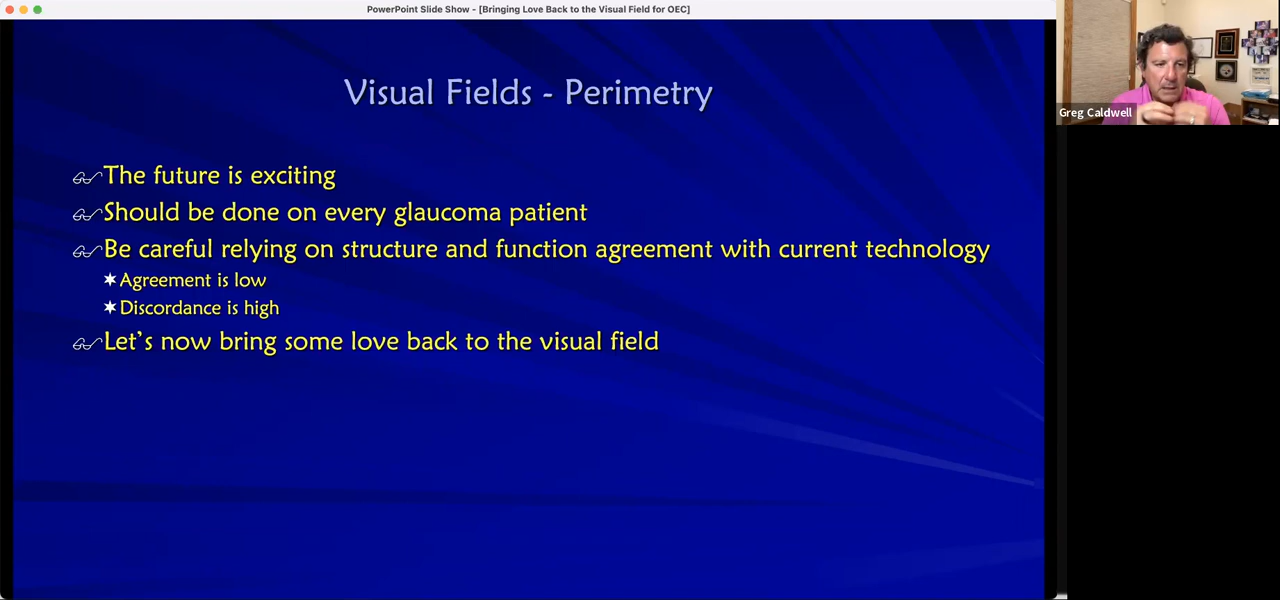 PowerPoint Slide Show - [Bringing Love Back to the Visual Field for OEC]
Visual Fields - Perimetry
The future is exciting
Should be done on every glaucoma patient
Be careful relying on structure and function agreement with current technology
Agreement is low
Discordance is high
Let's now bring some love back to the visual field
Greg Caldwell